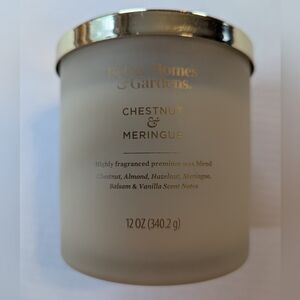 Better Homes
& Gardens.
CHESTNUT
&
MERINGUE
Highly fragranced premium wax blend
Chestnut, Almond, Hazelnut, Meringue,
Balsam & Vanilla Scent Notes
12 OZ (340.2 g)